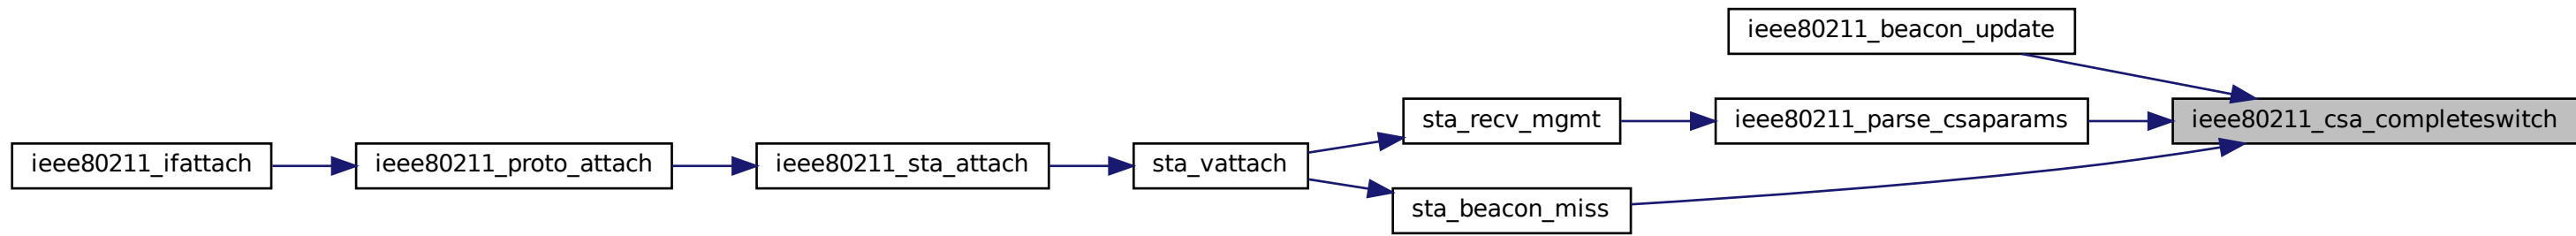 ieee80211_beacon_update
ieee80211_csa_completeswitch
ieee80211_parse_csaparams
sta_recv_mgmt
sta_beacon_miss
sta_vattach
ieee80211_sta_attach
ieee80211_proto_attach
ieee80211_ifattach